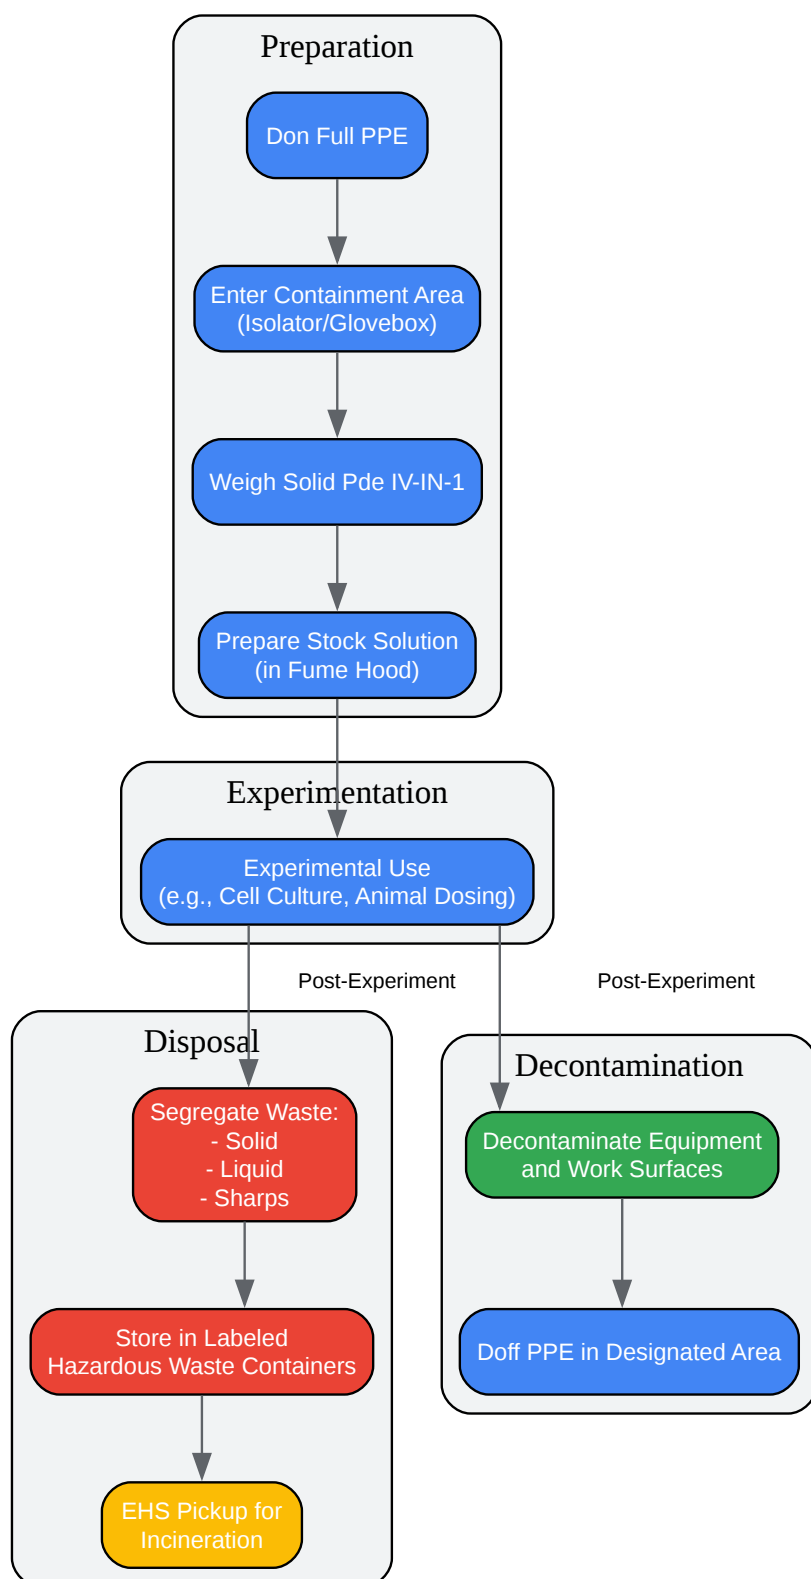 Preparation
Don Full PPE
Enter Containment Area
(Isolator/Glovebox)
Weigh Solid Pde IV-IN-1
Prepare Stock Solution
(in Fume Hood)
Experimentation
Experimental Use
(e.g., Cell Culture, Animal Dosing)
Post-Experiment
Post-Experiment
Disposal
Segregate Waste:
- Solid
- Liquid
- Sharps
Store in Labeled
Hazardous Waste Containers
EHS Pickup for
Incineration
Decontamination
Decontaminate Equipment
and Work Surfaces
Doff PPE in Designated Area